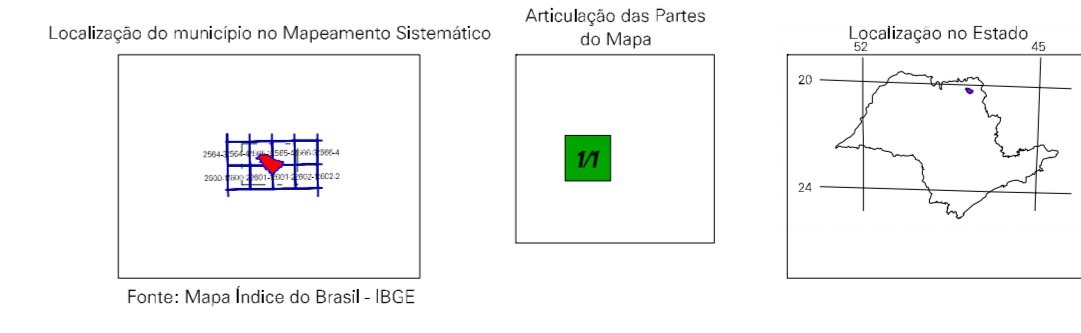 Localização do município no Mapeamento Sistemático
Fonte: Mapa Índice do Brasil - IBGE
Articulação das Partes
do Mapa
1/1
Localização no Estado
52
45
20
24